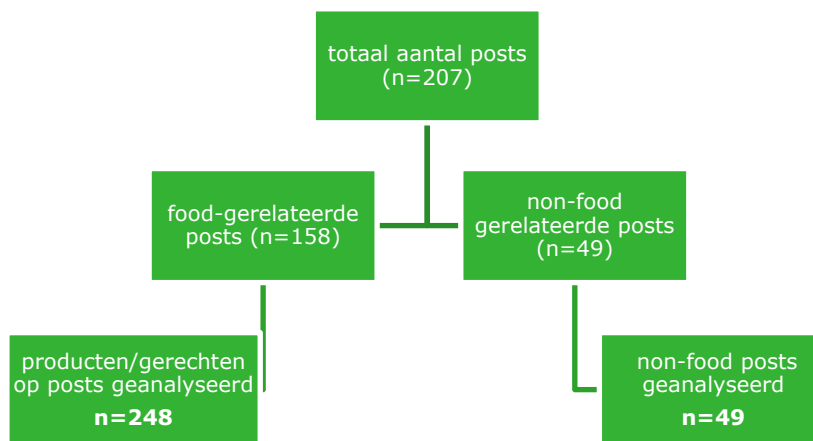 totaal aantal posts
(n=207)
food-gerelateerde
posts (n=158)
non-food
gerelateerde posts
(n=49)
producten/gerechten
op posts geanalyseerd
n=248
non-food posts
geanalyseerd
n=49